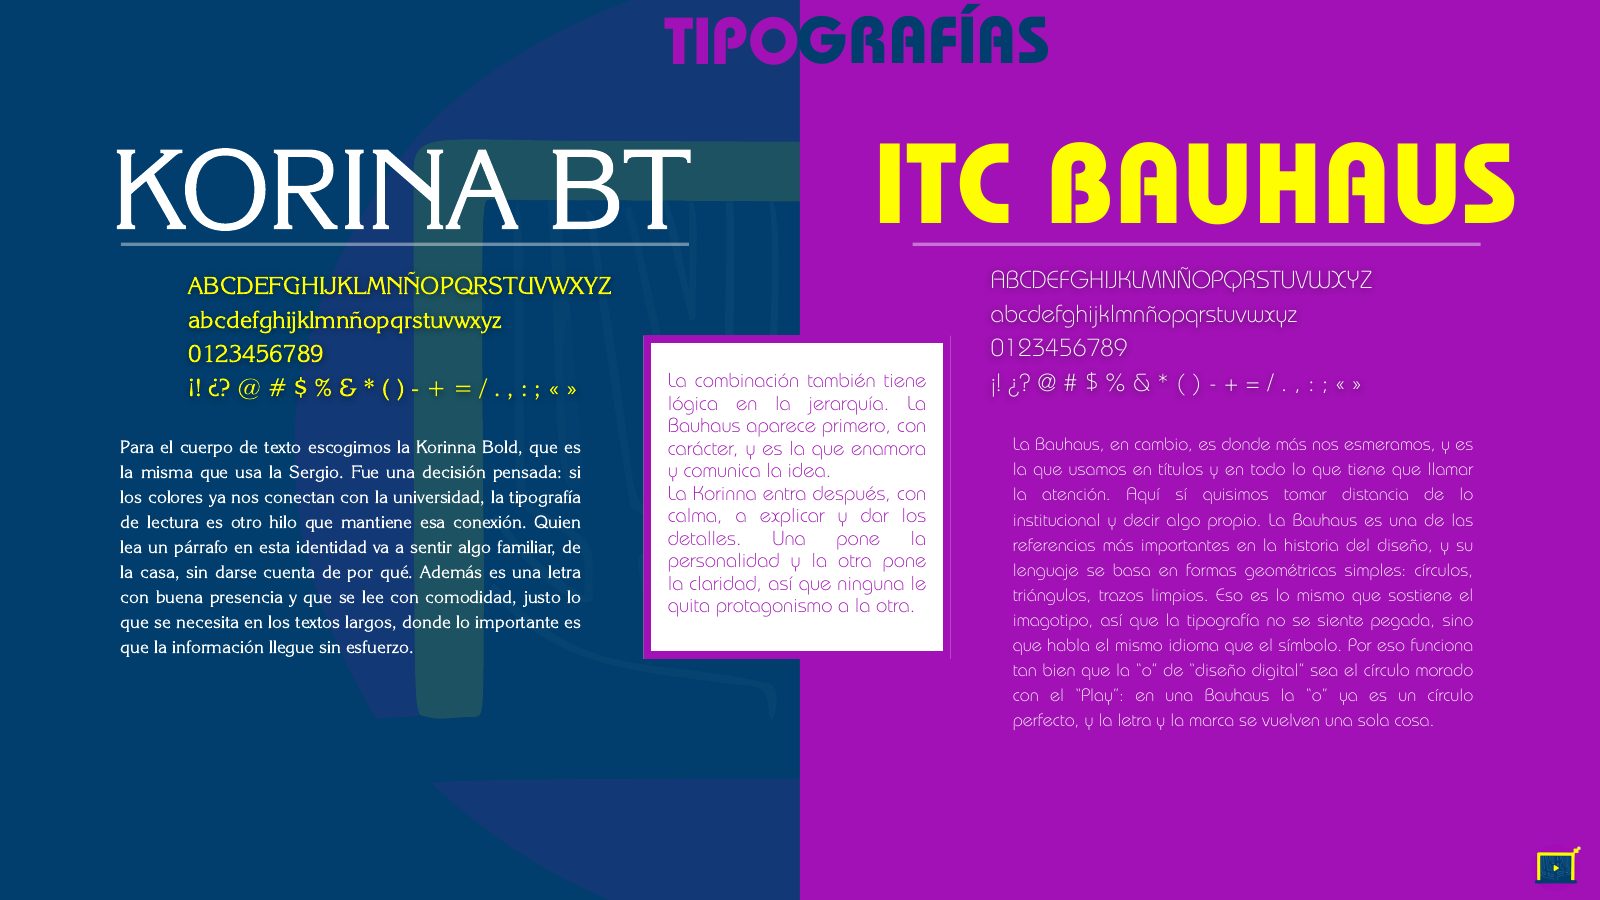 TIPOGRAFÍAS
KORINA BT
ABCDEFGHIJKLMNÑOPQRSTUVWXYZ
abcdefghijklmnñopqrstuvwxyz
0123456789
¡! ¿? @ # $ % & * ( ) - + = / . , : ; « »
Para el cuerpo de texto escogimos la Korinna Bold, que es
la misma que usa la Sergio. Fue una decisión pensada: si
los colores ya nos conectan con la universidad, la tipografía
de lectura es otro hilo que mantiene esa conexión. Quien
lea un párrafo en esta identidad va a sentir algo familiar, de
la casa, sin darse cuenta de por qué. Además es una letra
con buena presencia y que se lee con comodidad, justo lo
que se necesita en los textos largos, donde lo importante es
que la información llegue sin esfuerzo.
La combinación también tiene
lógica en la jerarquía. La
Bauhaus aparece primero, con
carácter, y es la que enamora
y comunica la idea.
La Korinna entra después, con
calma, a explicar y dar los
detalles. Una pone la
personalidad y la otra pone
la claridad, así que ninguna le
quita protagonismo a la otra.
ITC BAUHAUS
ABCDEFGHIJKLMNÑOPQRSTUVWXYZ
abcdefghijklmnñopqrstuvwxyz
0123456789
¡! ¿? @ # $ % & * ( ) - + = / . , : ; « »
La Bauhaus, en cambio, es donde más nos esmeramos, y es
la que usamos en títulos y en todo lo que tiene que llamar
la atención. Aquí sí quisimos tomar distancia de lo
institucional y decir algo propio. La Bauhaus es una de las
referencias más importantes en la historia del diseño, y su
lenguaje se basa en formas geométricas simples: círculos,
triángulos, trazos limpios. Eso es lo mismo que sostiene el
imagotipo, así que la tipografía no se siente pegada, sino
que habla el mismo idioma que el símbolo. Por eso funciona
tan bien que la "o" de "diseño digital" sea el círculo morado
con el "Play": en una Bauhaus la "o" ya es un círculo
perfecto, y la letra y la marca se vuelven una sola cosa.